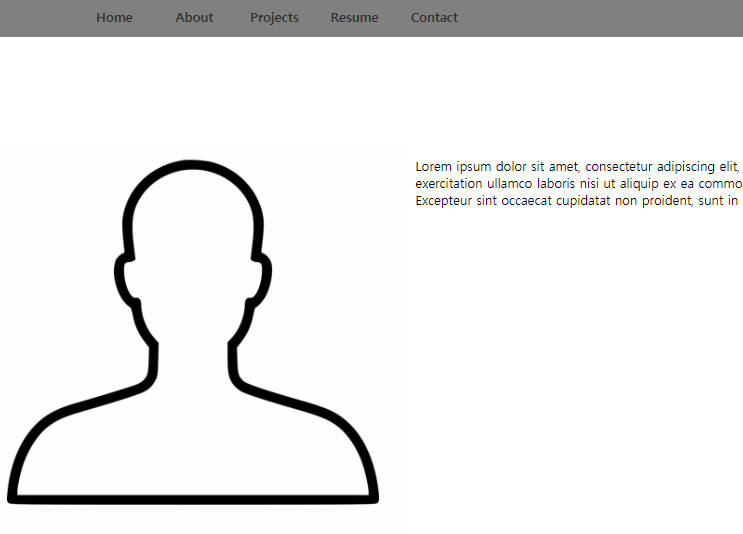 Home About Projects Resume Contact
Lorem ipsum dolor sit amet, consectetur adipiscing elit,
exercitation ullamco laboris nisi ut aliquip ex ea commo
Excepteur sint occaecat cupidatat non proident, sunt in